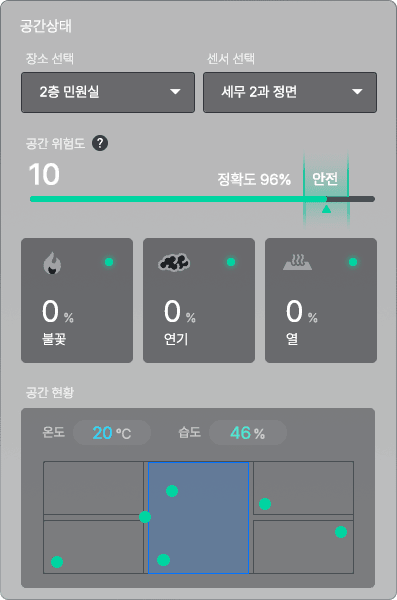 공간상태
장소 선택 센서 선택
2층 민원실 세무 2과 정면
공간 위험도 ?
10 정확도 96% 안전
0 % 0 % 0 %
불꽃 연기 열
공간 현황
온도 20 °C 습도 46 %